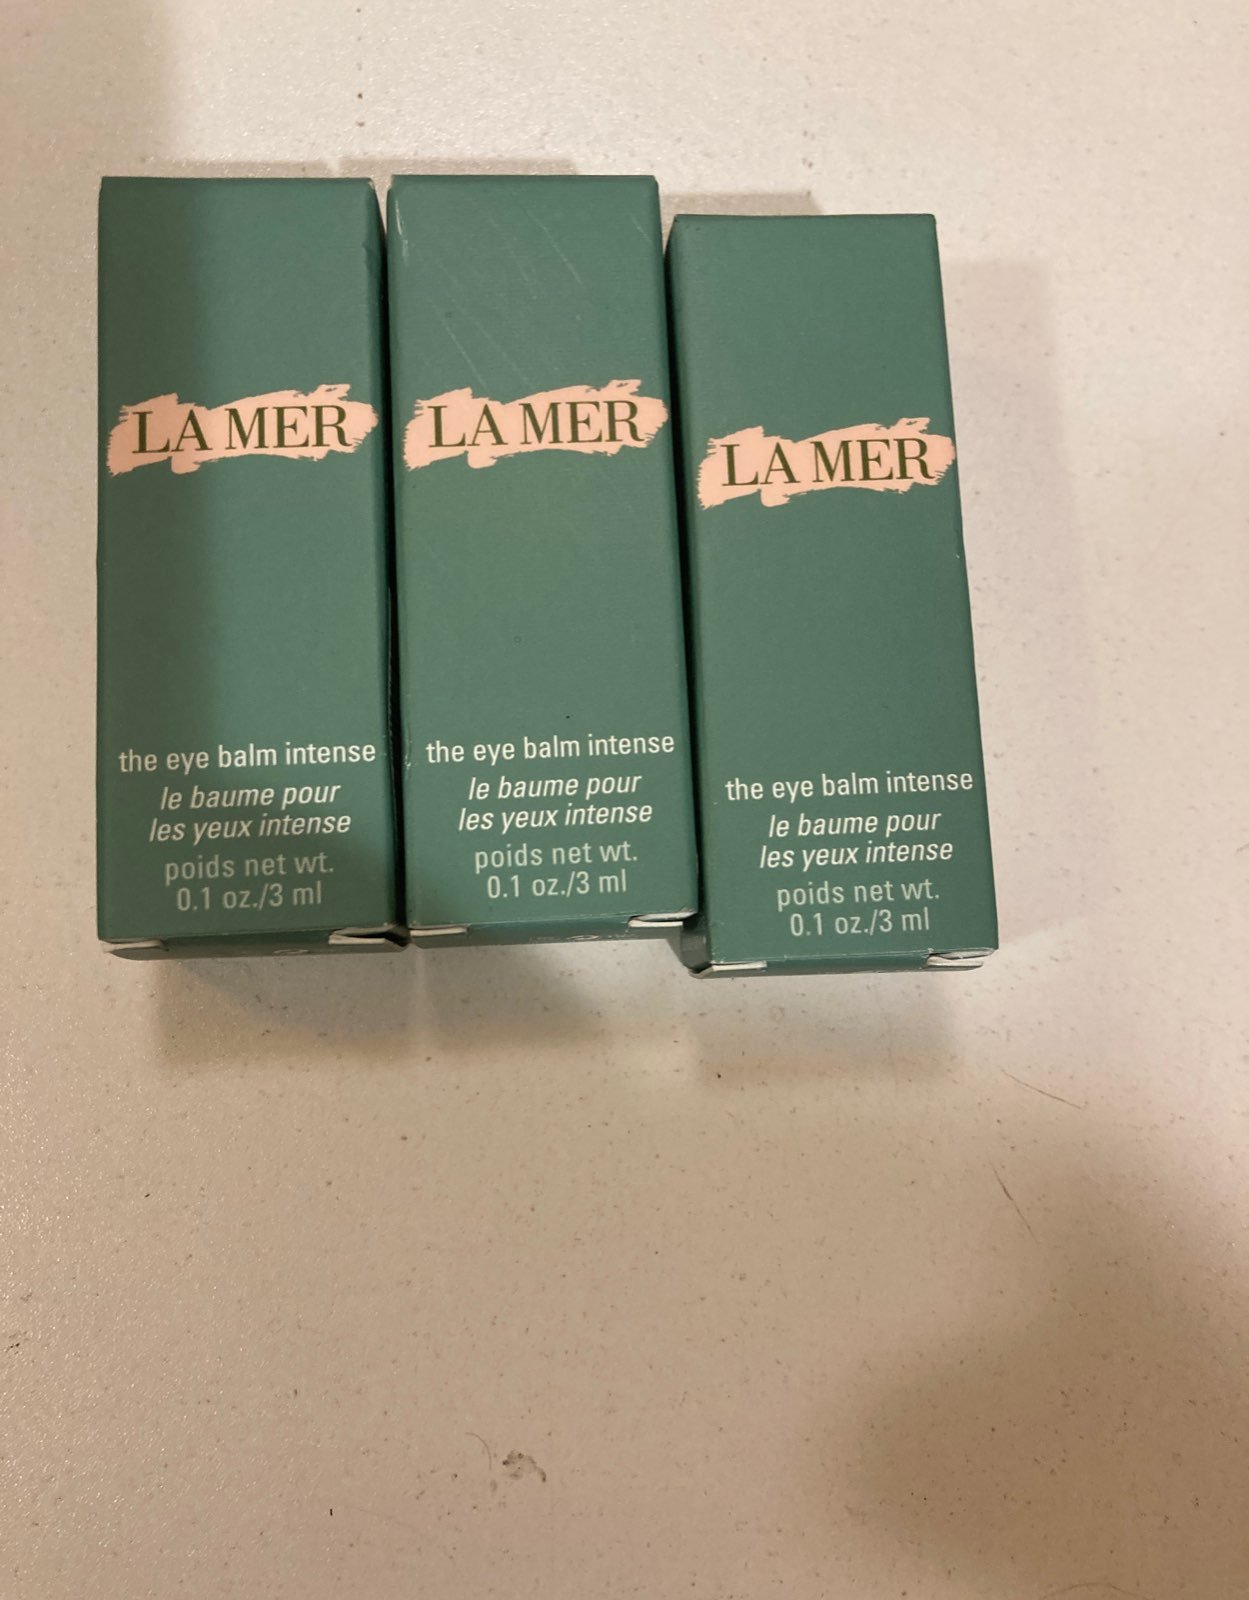 LA MER
the eye balm intense
le baume pour
les yeux intense
poids net wt.
0.1 oz./3 ml
LA MER
the eye balm intense
le baume pour
les yeux intense
poids net wt.
0.1 oz./3 ml
LA MER
the eye balm intense
le baume pour
les yeux intense
poids net wt.
0.1 oz./3 ml